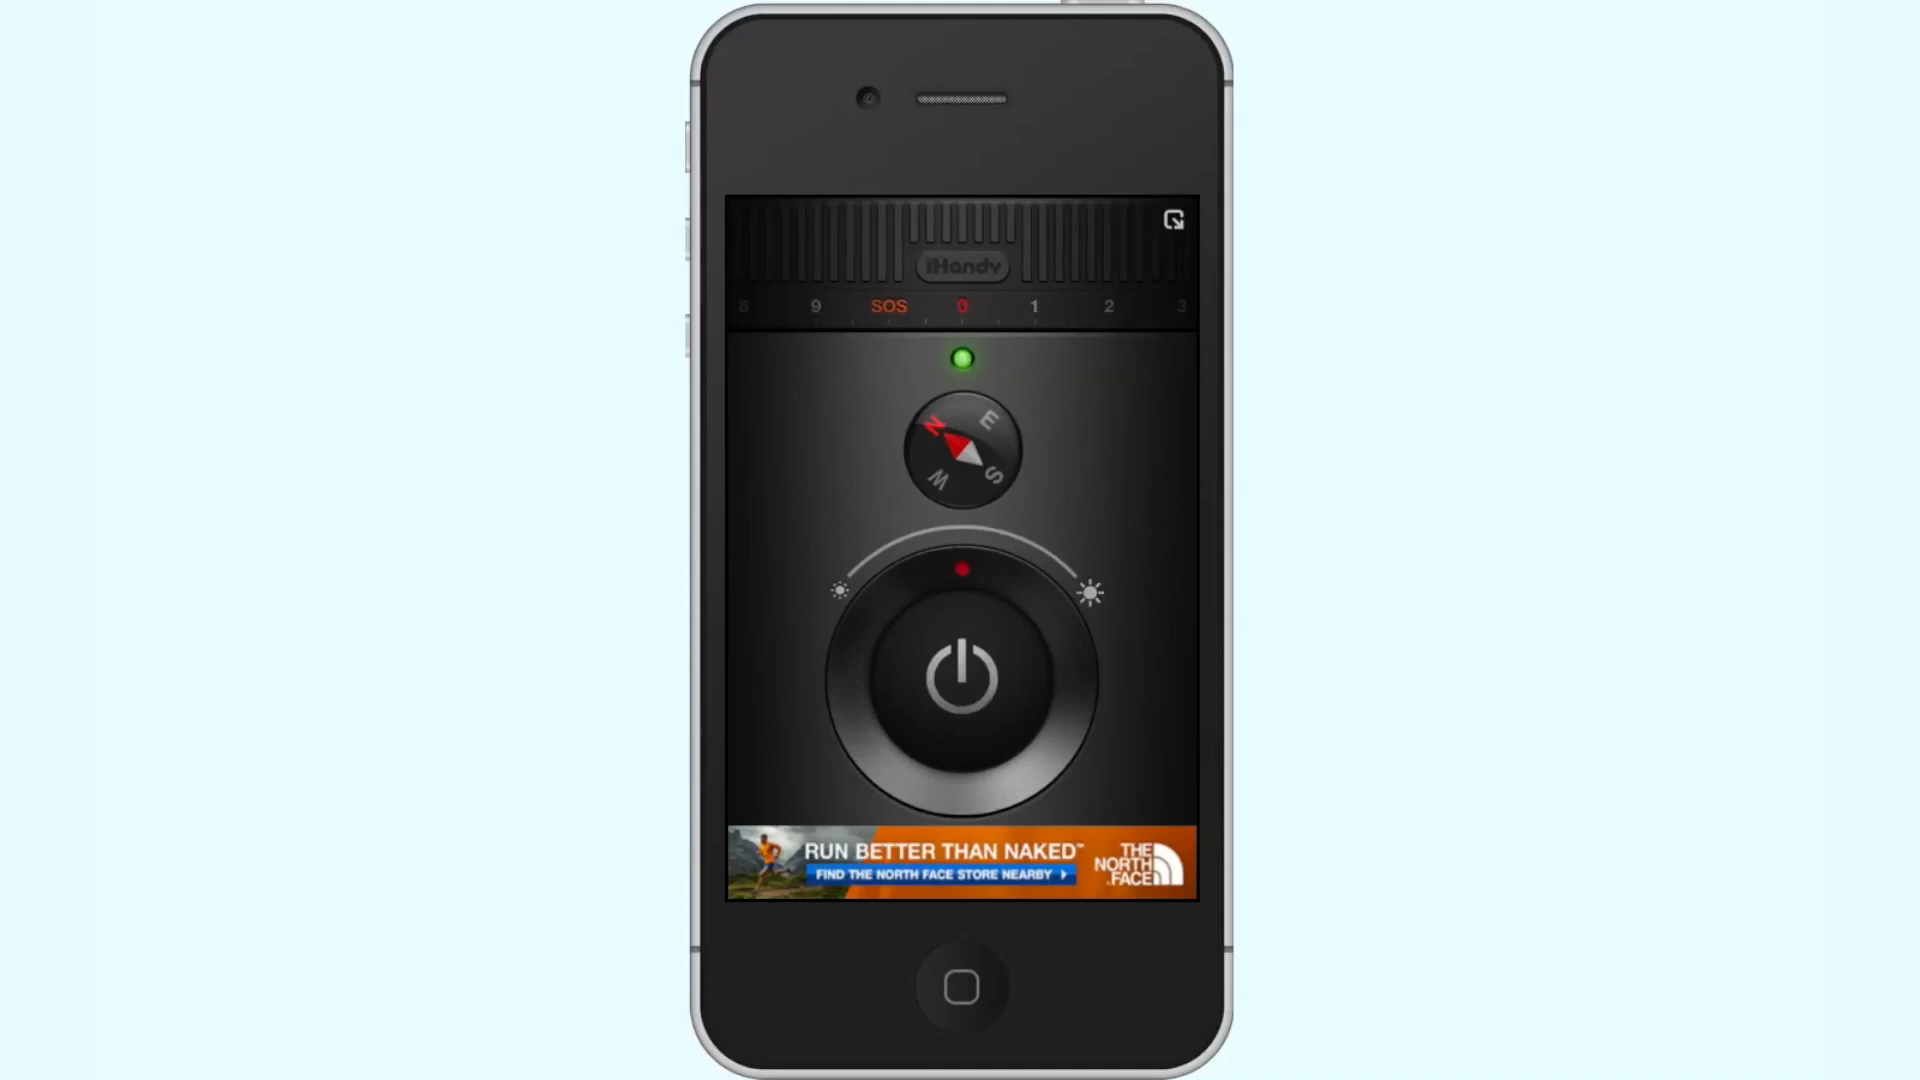 iHandy
8 9 SOS 0 1 2 3
N E
W S
RUN BETTER THAN NAKED™
FIND THE NORTH FACE STORE NEARBY
THE
NORTH
FACE